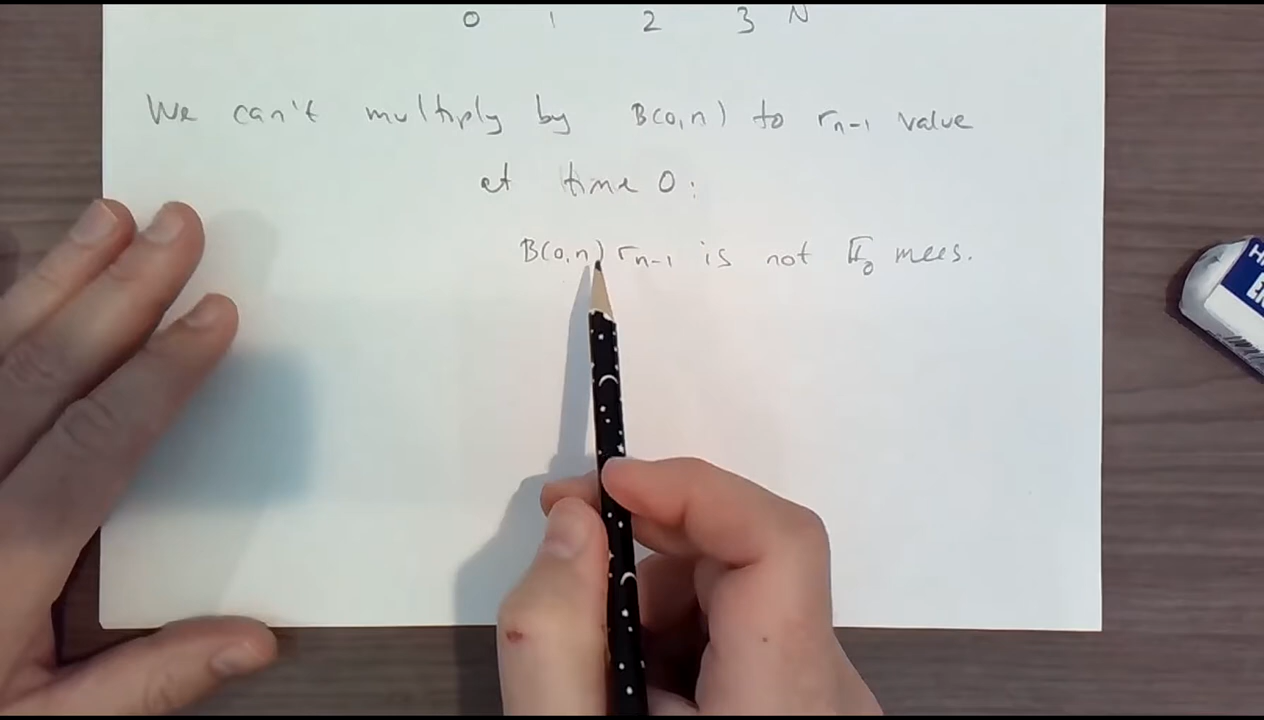 0 1 2 3 N
We can't multiply by B(0,n) to rₙ₋₁ value
at time 0:
B(0,n) rₙ₋₁ is not 𝔽₀ mees.